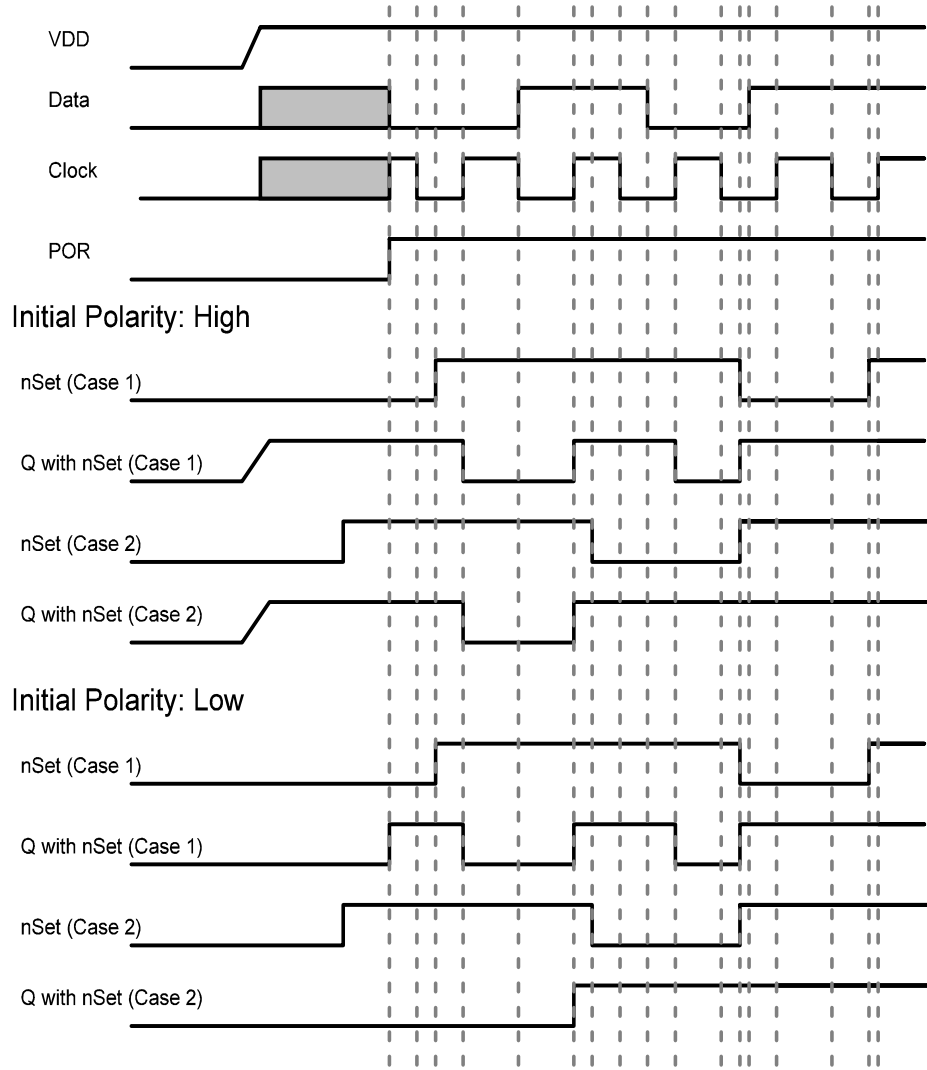 VDD
Data
Clock
POR
Initial Polarity: High
nSet (Case 1)
Q with nSet (Case 1)
nSet (Case 2)
Q with nSet (Case 2)
Initial Polarity: Low
nSet (Case 1)
Q with nSet (Case 1)
nSet (Case 2)
Q with nSet (Case 2)